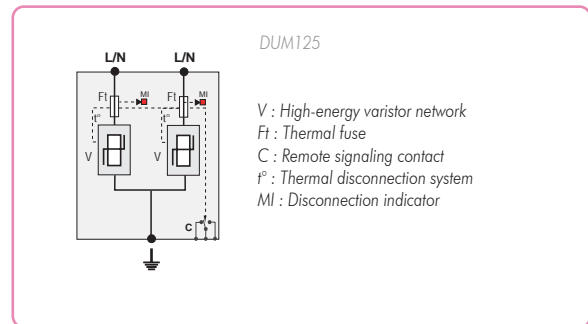 DUM125
L/N L/N
Ft MI Ft MI
t° t°
V V
C
V : High-energy varistor network
Ft : Thermal fuse
C : Remote signaling contact
t° : Thermal disconnection system
MI : Disconnection indicator